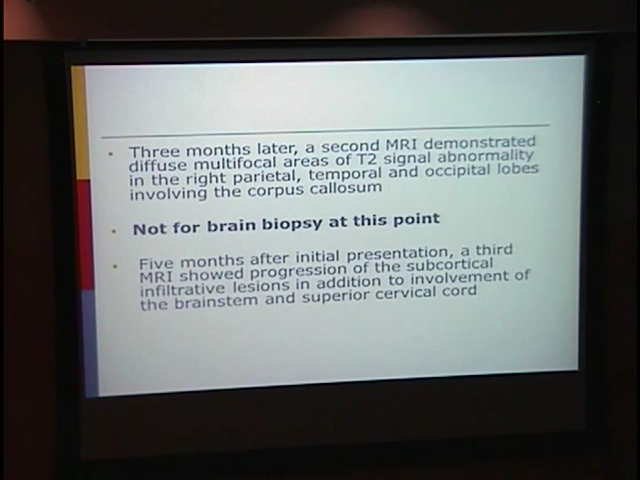 Three months later, a second MRI demonstrated
diffuse multifocal areas of T2 signal abnormality
in the right parietal, temporal and occipital lobes
involving the corpus callosum
Not for brain biopsy at this point
Five months after initial presentation, a third
MRI showed progression of the subcortical
infiltrative lesions in addition to involvement of
the brainstem and superior cervical cord